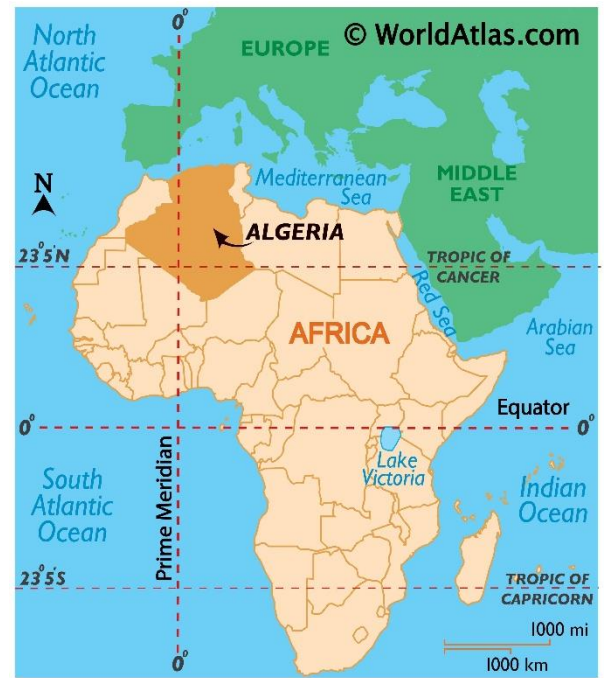 0°
© WorldAtlas.com
North
Atlantic
Ocean
EUROPE
Mediterranean
Sea
MIDDLE
EAST
N
ALGERIA
23°5'N
TROPIC OF
CANCER
Red Sea
AFRICA
Arabian
Sea
Equator
0°
0°
Lake
Victoria
South
Atlantic
Ocean
Prime Meridian
Indian
Ocean
23°5'S
TROPIC OF
CAPRICORN
1000 mi
1000 km
0°